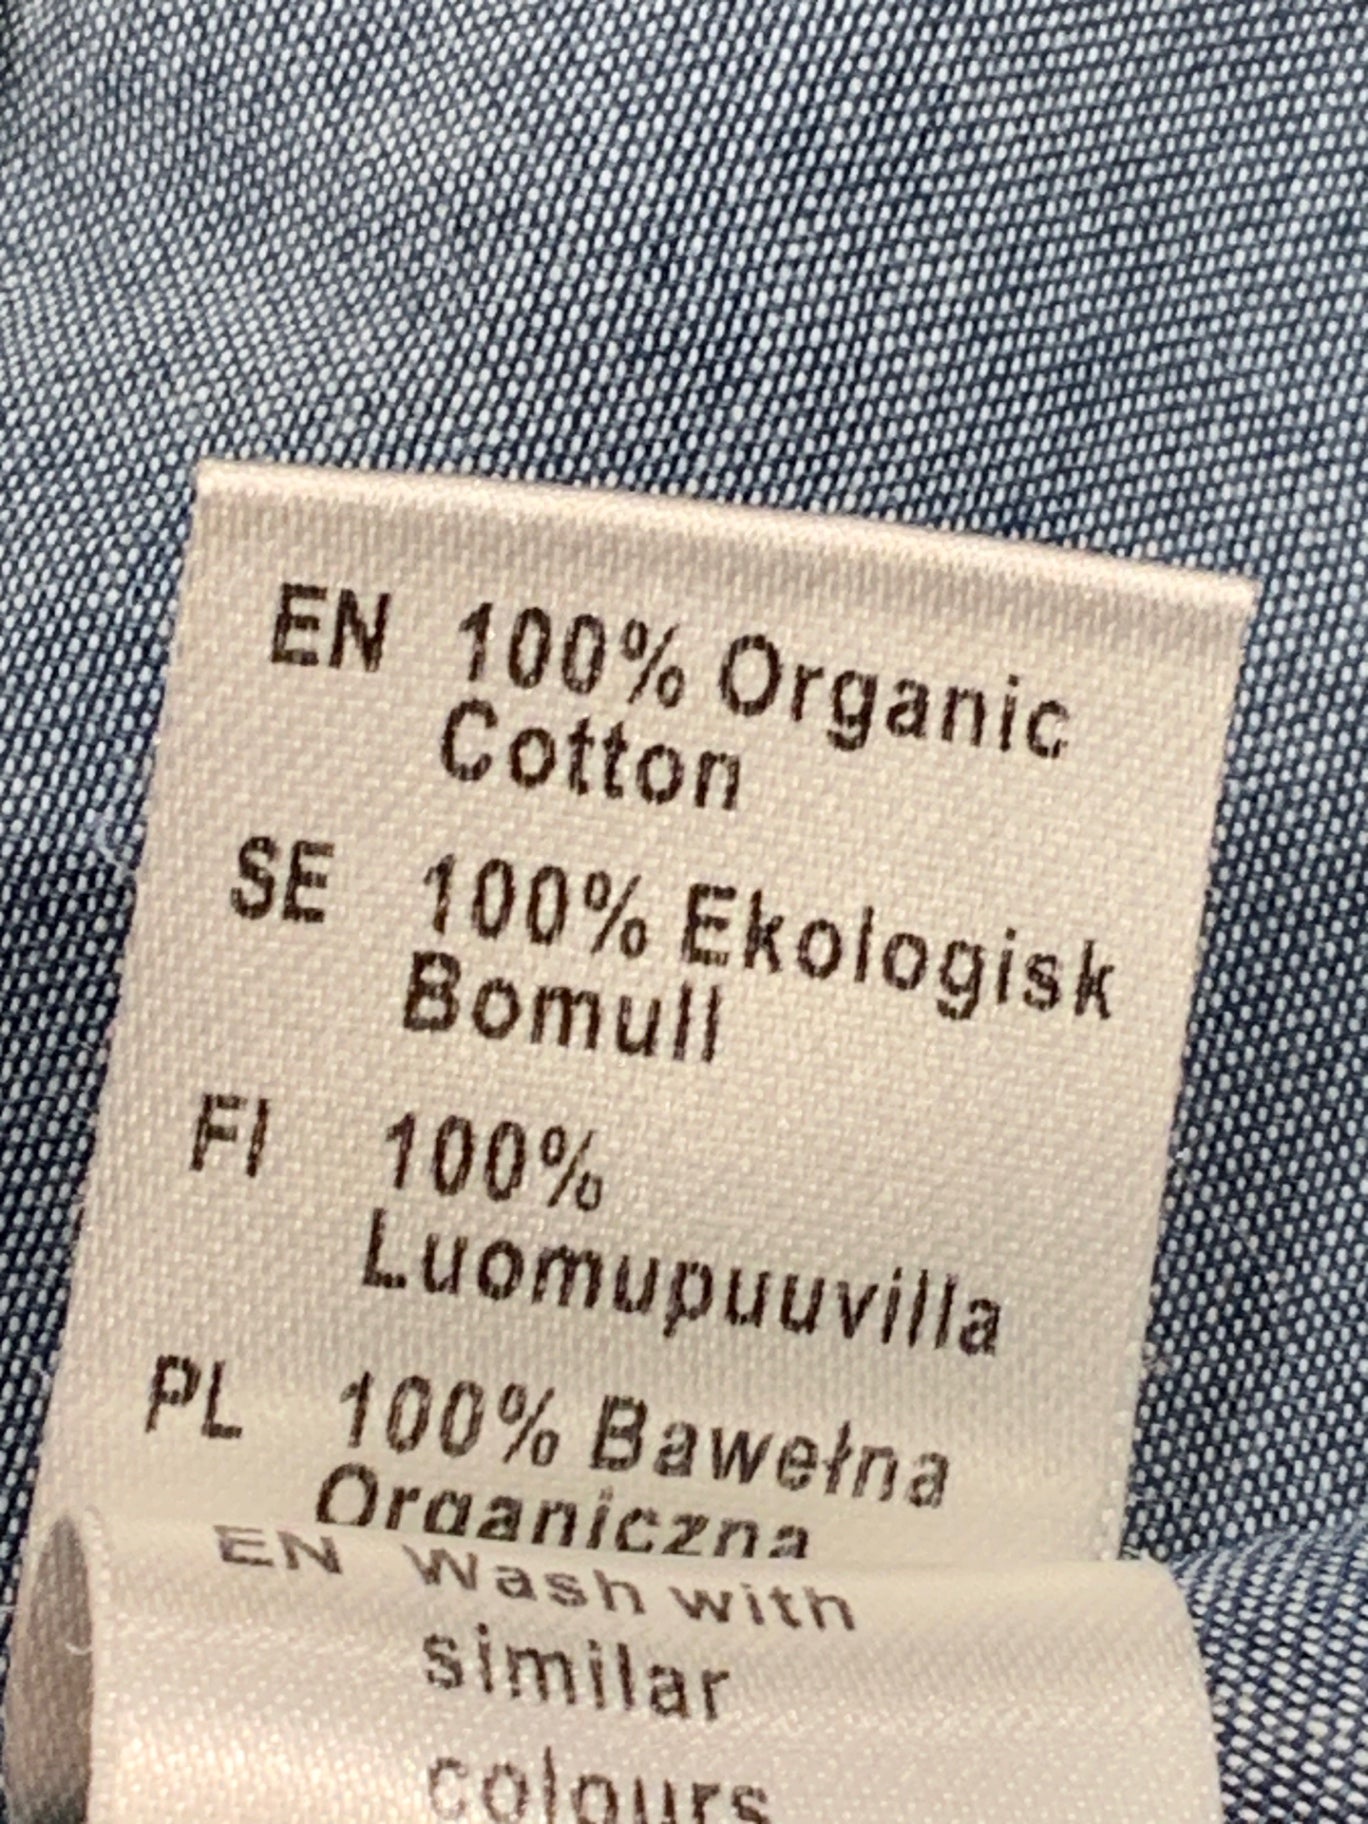 EN 100% Organic
Cotton
SE 100% Ekologisk
Bomull
FI 100%
Luomupuuvilla
PL 100% Bawełna
Organiczna
EN Wash with
similar
colours